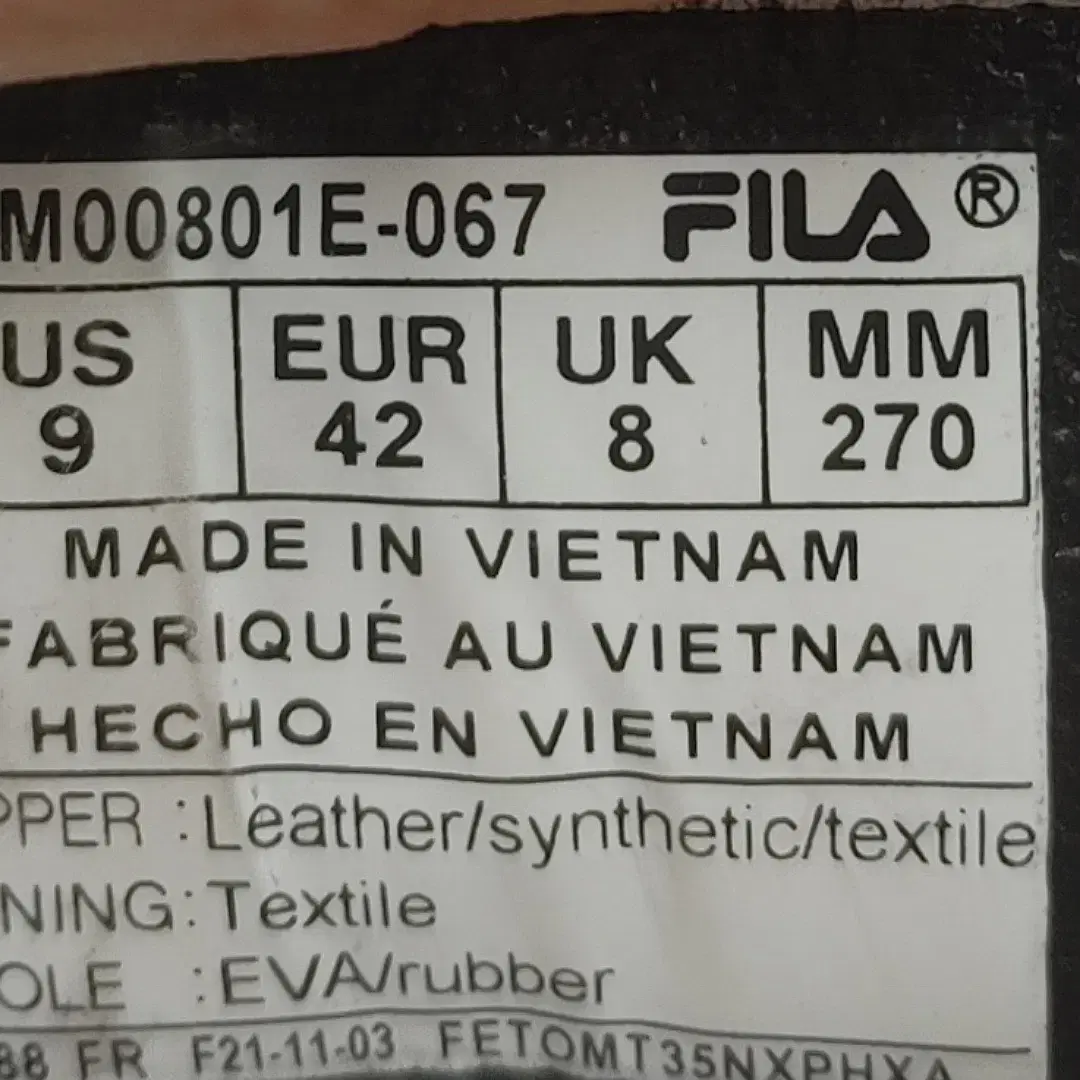 M00801E-067 FILA®
US EUR UK MM
9 42 8 270
MADE IN VIETNAM
FABRIQUÉ AU VIETNAM
HECHO EN VIETNAM
PPER :Leather/synthetic/textile
NING:Textile
OLE :EVA/rubber
88 FR F21-11-03 FETOMT35NXPHXA